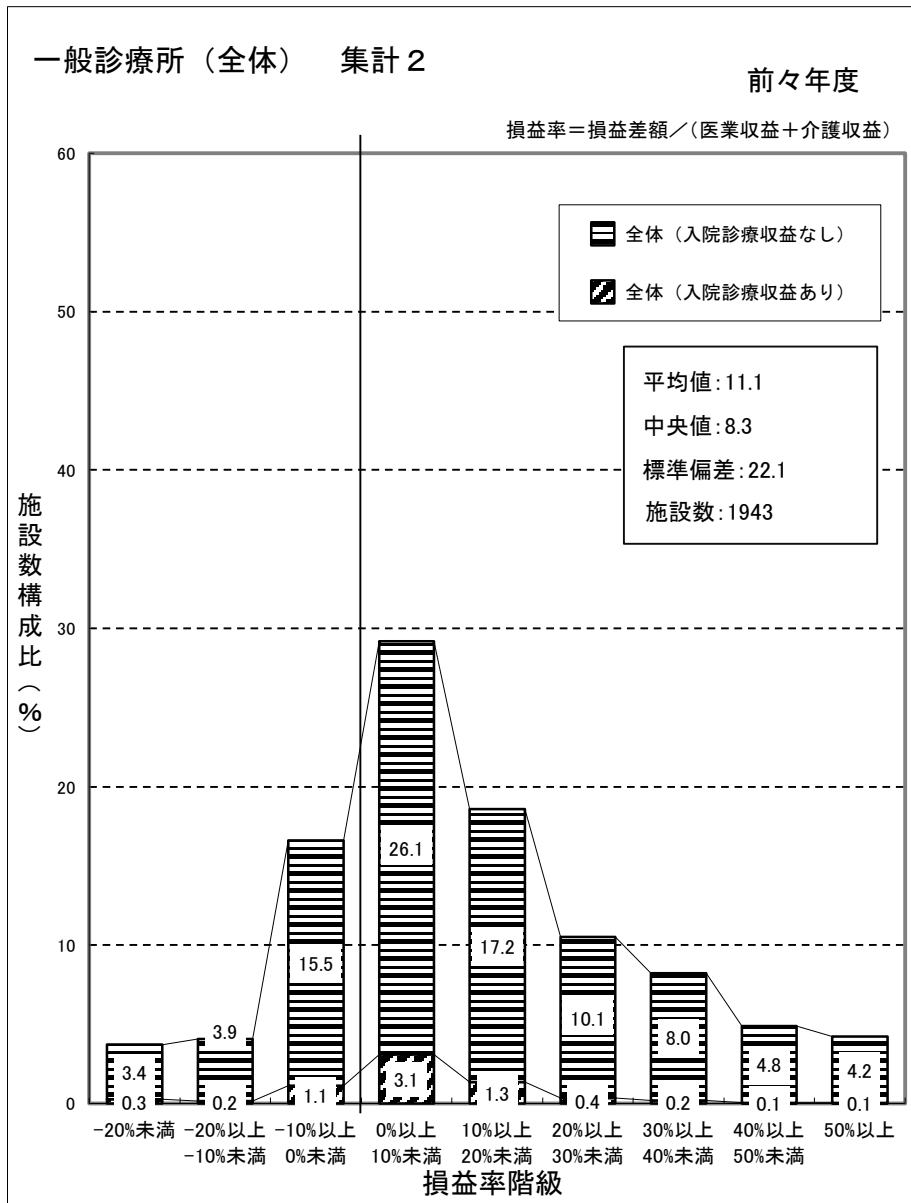 一般診療所（全体）　集計２
前々年度
損益率＝損益差額／（医業収益＋介護収益）
60
50
40
30
20
10
0
施設数構成比（％）
全体（入院診療収益なし）
全体（入院診療収益あり）
平均値：11.1
中央値：8.3
標準偏差：22.1
施設数：1943
3.4
0.3
3.9
0.2
15.5
1.1
26.1
3.1
17.2
1.3
10.1
0.4
8.0
0.2
4.8
0.1
4.2
0.1
-20%未満
-20%以上
-10%未満
-10%以上
0%未満
0%以上
10%未満
10%以上
20%未満
20%以上
30%未満
30%以上
40%未満
40%以上
50%未満
50%以上
損益率階級